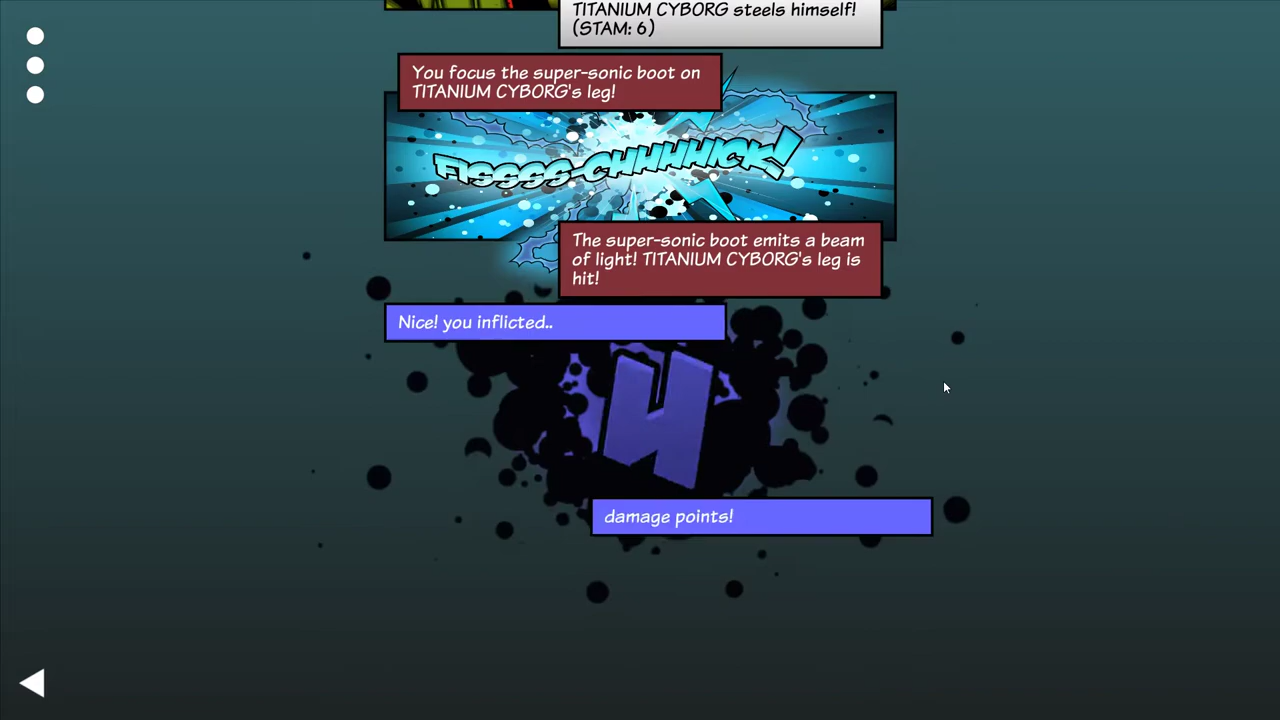 TITANIUM CYBORG steels himself!
(STAM: 6)
You focus the super-sonic boot on
TITANIUM CYBORG's leg!
FISSSS-CHHHHHICK!
The super-sonic boot emits a beam
of light! TITANIUM CYBORG's leg is
hit!
Nice! you inflicted..
4
damage points!